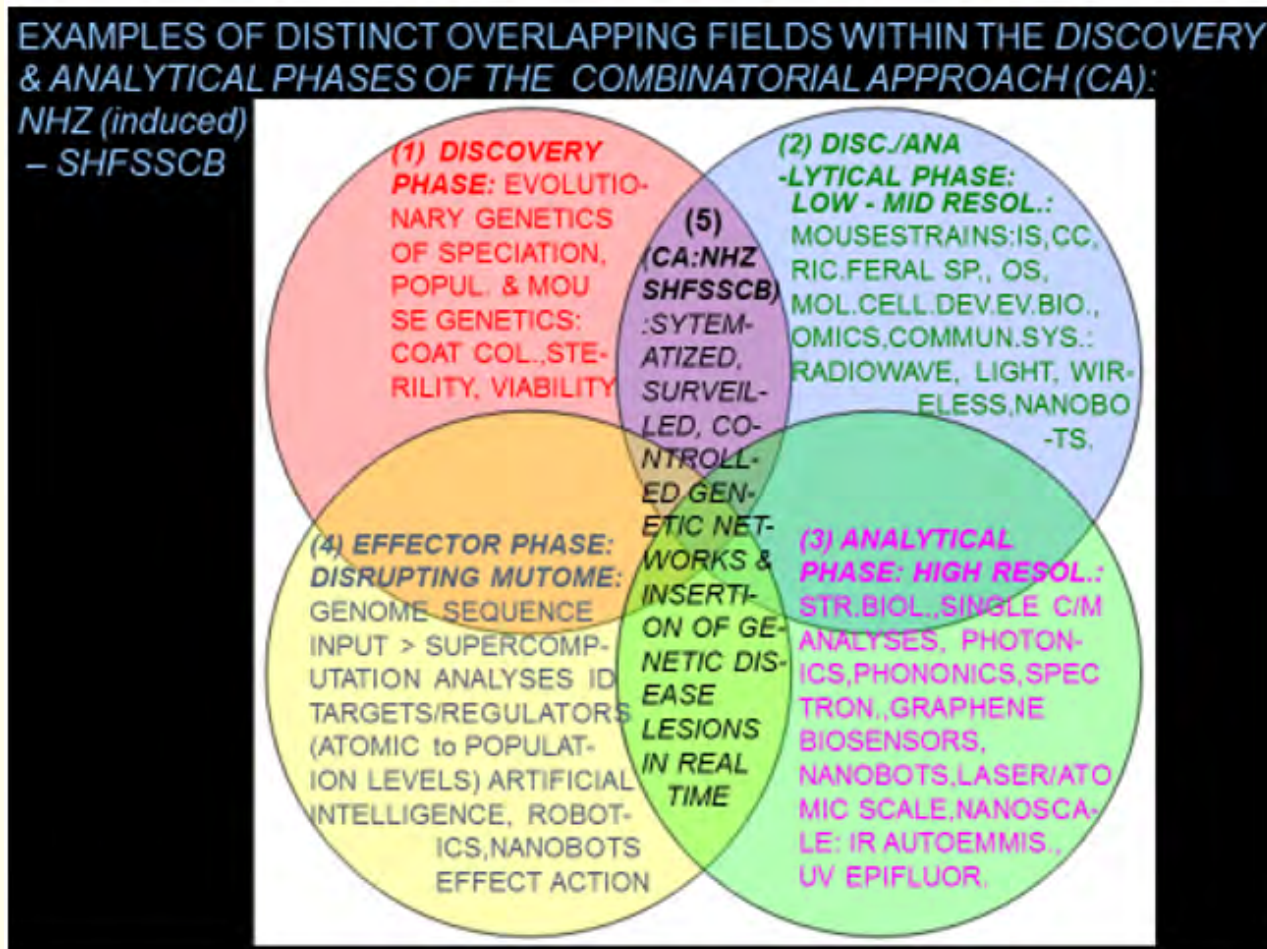 EXAMPLES OF DISTINCT OVERLAPPING FIELDS WITHIN THE DISCOVERY
& ANALYTICAL PHASES OF THE COMBINATORIAL APPROACH (CA):
NHZ (induced)
– SHFSSCB
(1) DISCOVERY
PHASE: EVOLUTIO-
NARY GENETICS
OF SPECIATION,
POPUL. & MOU
SE GENETICS:
COAT COL.,STE-
RILITY, VIABILITY
(2) DISC./ANA
-LYTICAL PHASE:
LOW - MID RESOL.:
MOUSESTRAINS:IS,CC,
RIC.FERAL SP., OS,
MOL.CELL.DEV.EV.BIO.,
OMICS,COMMUN.SYS.:
RADIOWAVE, LIGHT, WIR-
ELESS,NANOBO
-TS.
(5)
(CA:NHZ
SHFSSCB)
:SYTEM-
ATIZED,
SURVEIL-
LED, CO-
NTROLL-
ED GEN-
ETIC NET-
WORKS &
INSERTI-
ON OF GE-
NETIC DIS-
EASE
LESIONS
IN REAL
TIME
(4) EFFECTOR PHASE:
DISRUPTING MUTOME:
GENOME SEQUENCE
INPUT > SUPERCOMP-
UTATION ANALYSES ID
TARGETS/REGULATORS
(ATOMIC to POPULAT-
ION LEVELS) ARTIFICIAL
INTELLIGENCE, ROBOT-
ICS,NANOBOTS
EFFECT ACTION
(3) ANALYTICAL
PHASE: HIGH RESOL.:
STR.BIOL.,SINGLE C/M
ANALYSES, PHOTON-
ICS,PHONONICS,SPEC
TRON.,GRAPHENE
BIOSENSORS,
NANOBOTS,LASER/ATO
MIC SCALE,NANOSCA-
LE: IR AUTOEMMIS.,
UV EPIFLUOR.